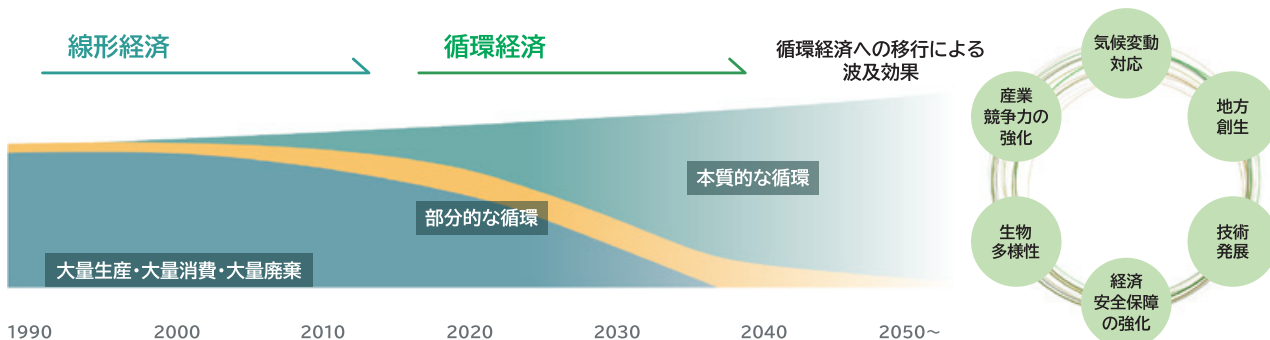 線形経済
循環経済
循環経済への移行による
波及効果
本質的な循環
部分的な循環
大量生産・大量消費・大量廃棄
1990
2000
2010
2020
2030
2040
2050～
気候変動
対応
地方
創生
技術
発展
経済
安全保障
の強化
生物
多様性
産業
競争力の
強化